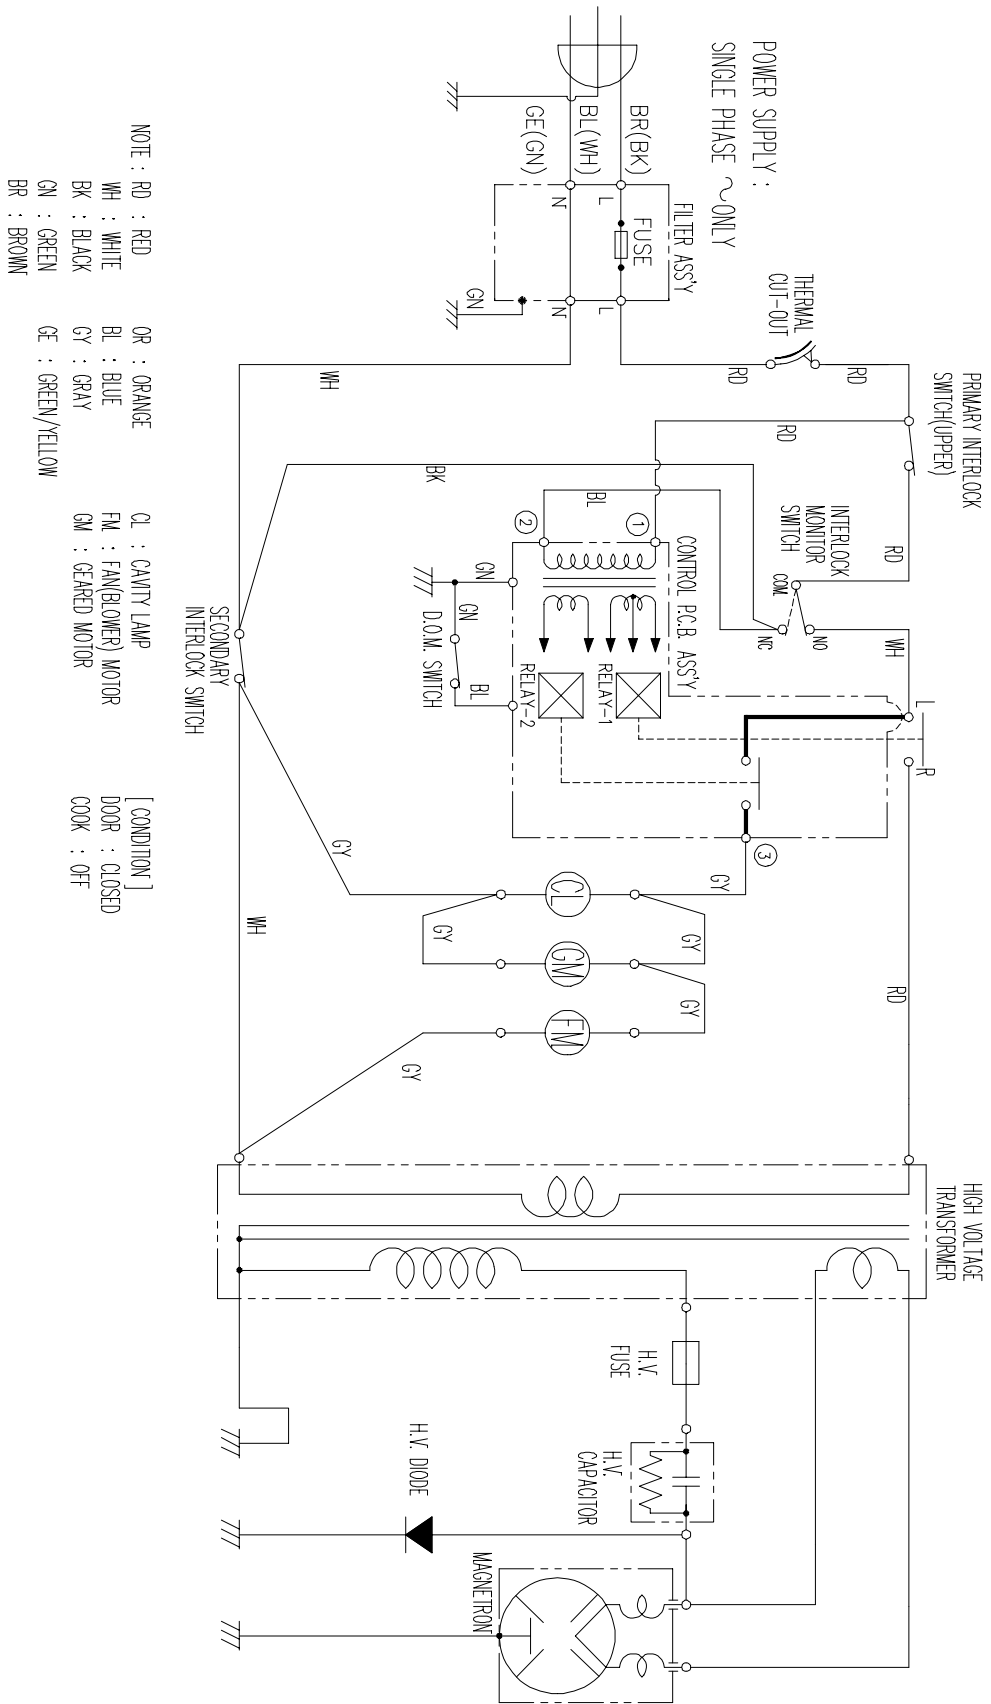 POWER SUPPLY :
SINGLE PHASE ～ ONLY
BR(BK)
BL(WH)
GE(GN)
FILTER ASS'Y
L
N
FUSE
L
N
GN
THERMAL
CUT-OUT
RD
RD
WH
PRIMARY INTERLOCK
SWITCH(UPPER)
RD
RD
BK
BL
INTERLOCK
MONITOR
SWITCH
COM.
NO
NC
WH
1
2
CONTROL P.C.B. ASS'Y
GN
GN
D.O.M. SWITCH
BL
RELAY-1
RELAY-2
L
R
3
SECONDARY
INTERLOCK SWITCH
GY
GY
CL
GY
GY
GM
GY
FM
GY
RD
WH
HIGH VOLTAGE
TRANSFORMER
H.V.
FUSE
H.V.
CAPACITOR
H.V. DIODE
MAGNETRON
NOTE : RD : RED
WH : WHITE
BK : BLACK
GN : GREEN
BR : BROWN
OR : ORANGE
BL : BLUE
GY : GRAY
GE : GREEN/YELLOW
CL : CAVITY LAMP
FM : FAN(BLOWER) MOTOR
GM : GEARED MOTOR
[ CONDITION ]
DOOR : CLOSED
COOK : OFF